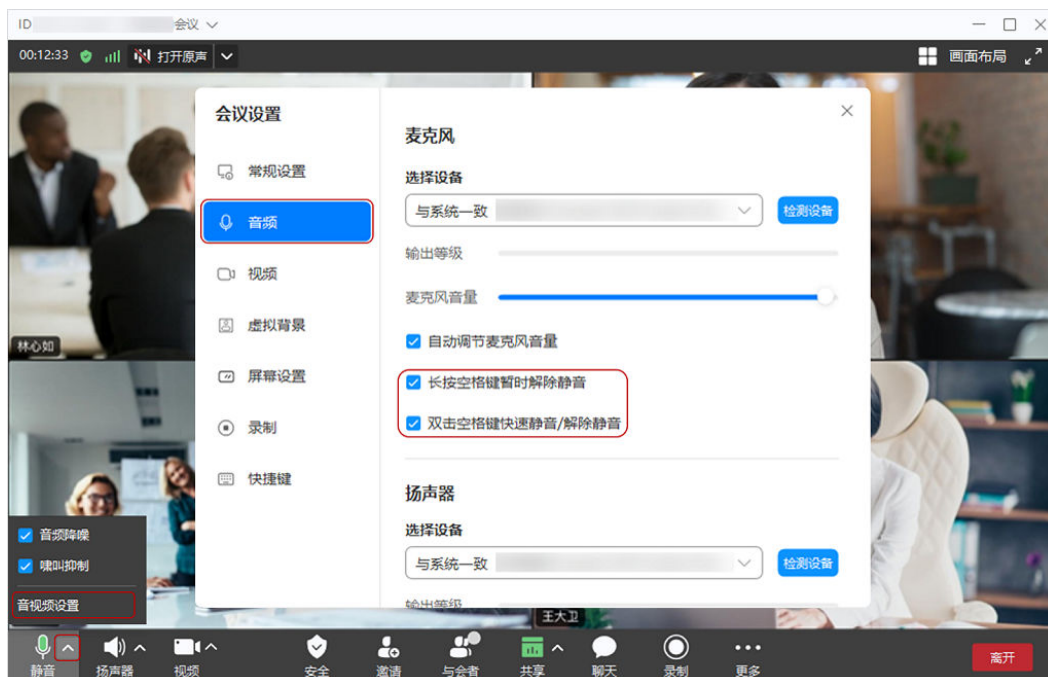 ID 会议
00:12:33 打开原声 画面布局
会议设置
常规设置
音频
视频
虚拟背景
屏幕设置
录制
快捷键
麦克风
选择设备
与系统一致 检测设备
输出等级
麦克风音量
自动调节麦克风音量
长按空格键暂时解除静音
双击空格键快速静音/解除静音
扬声器
选择设备
与系统一致 检测设备
输出等级
林心如
音频降噪
啸叫抑制
音视频设置
王大卫
静音 扬声器 视频 安全 邀请 与会者 共享 聊天 录制 更多 离开